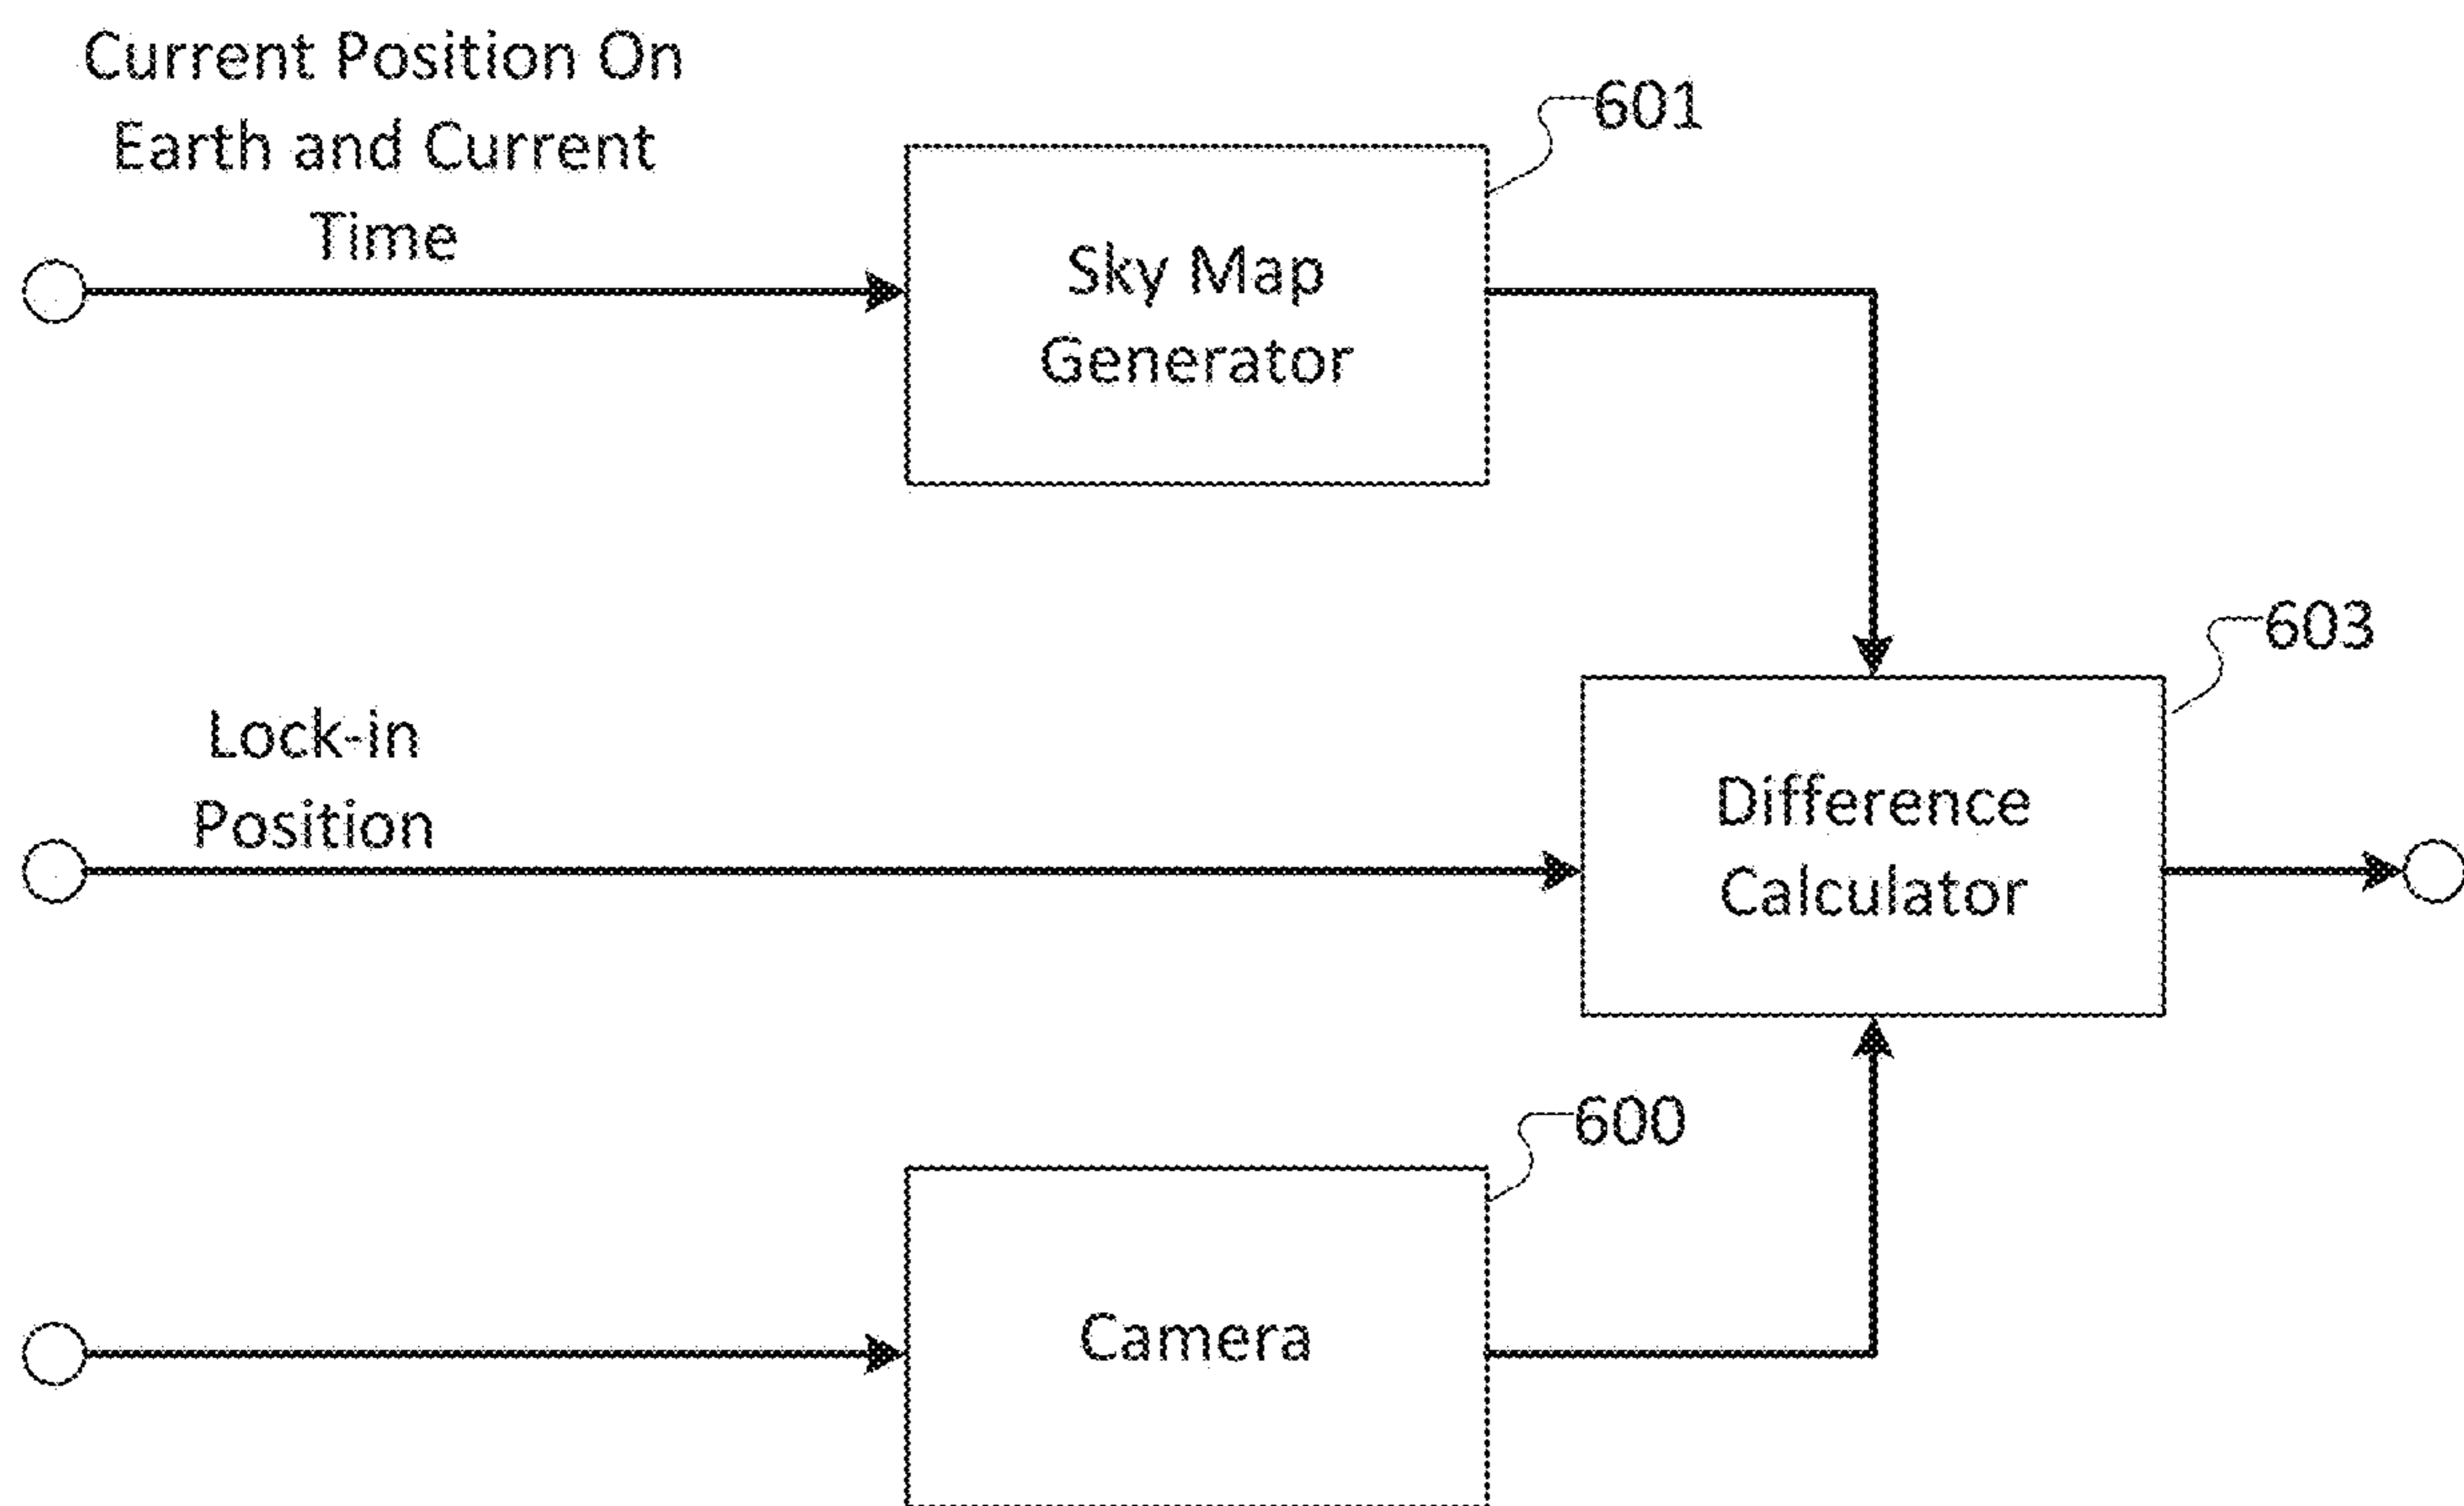 Current Position On
Earth and Current
Time
601
Sky Map
Generator
603
Lock-in
Position
Difference
Calculator
600
Camera